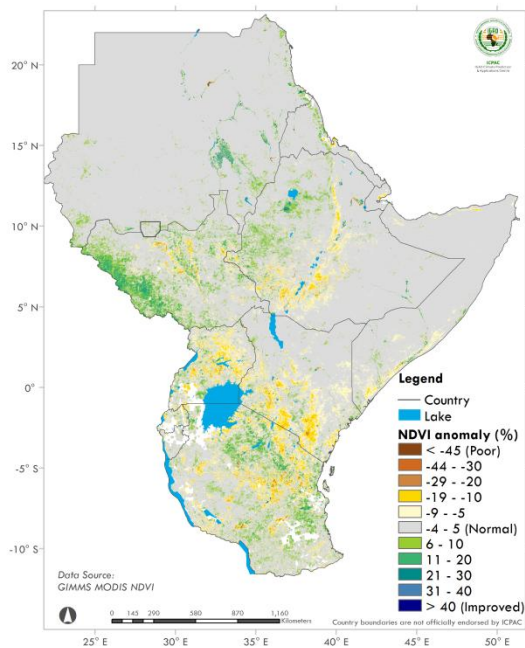 20° N
15° N
10° N
5° N
0°
-5° S
-10° S
ICPAC
Legend
Country
Lake
NDVI anomaly (%)
< -45 (Poor)
-44 - -30
-29 - -20
-19 - -10
-9 - -5
-4 - 5 (Normal)
6 - 10
11 - 20
21 - 30
31 - 40
> 40 (Improved)
Data Source:
GIMMS MODIS NDVI
0 145 290 580 870 1,160
Kilometers
Country boundaries are not officially endorsed by ICPAC
25° E 30° E 35° E 40° E 45° E 50° E